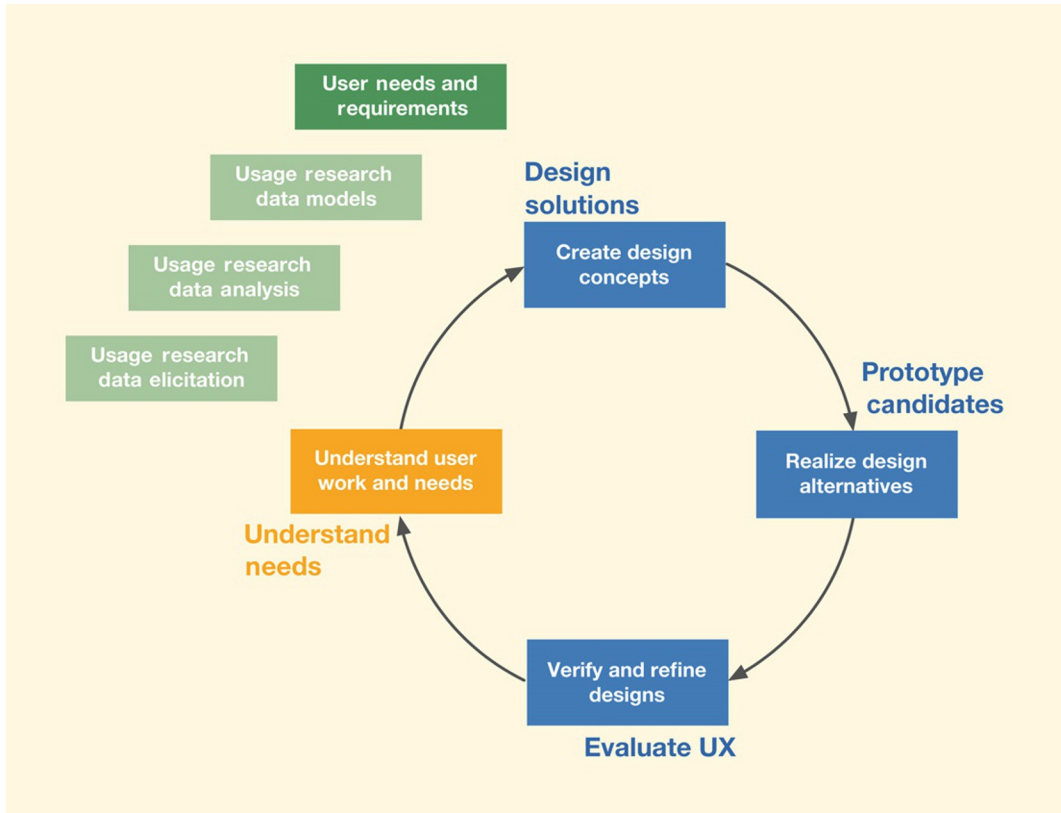 User needs and
requirements
Usage research
data models
Usage research
data analysis
Usage research
data elicitation
Design
solutions
Create design
concepts
Prototype
candidates
Realize design
alternatives
Verify and refine
designs
Evaluate UX
Understand user
work and needs
Understand
needs